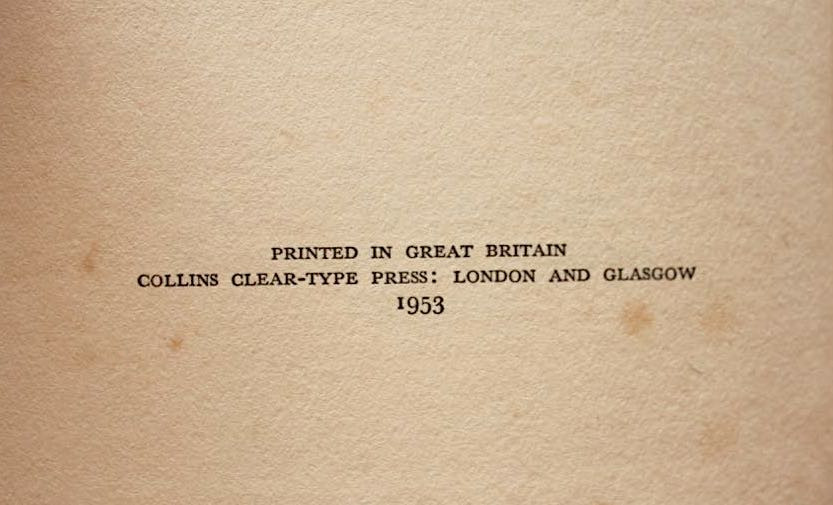 PRINTED IN GREAT BRITAIN
COLLINS CLEAR-TYPE PRESS: LONDON AND GLASGOW
1953